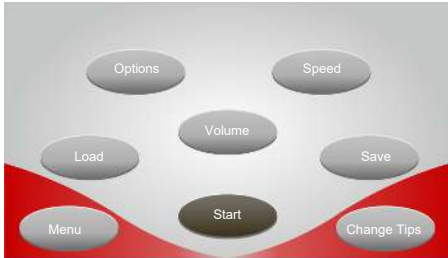 Options
Speed
Volume
Load
Save
Start
Menu
Change Tips